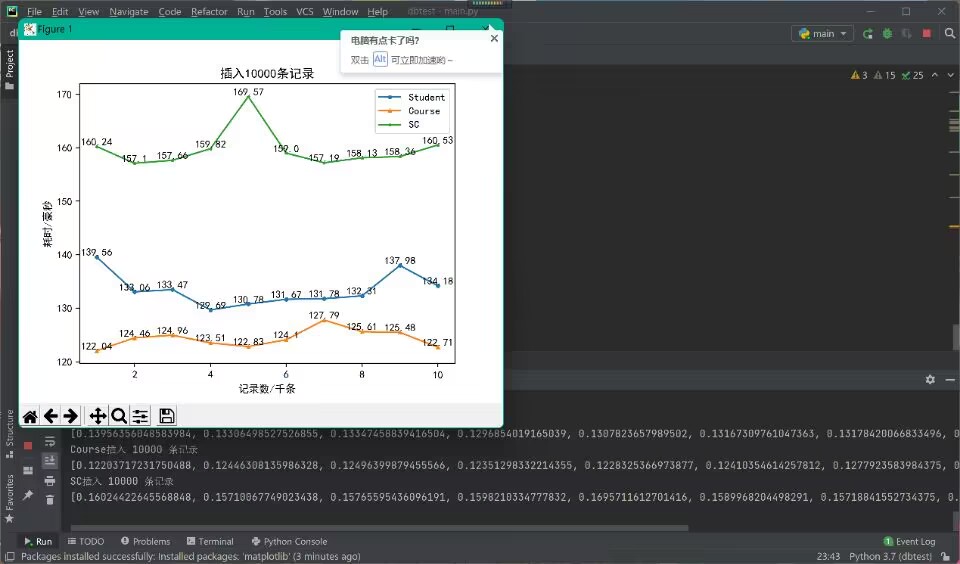 File Edit View Navigate Code Refactor Run Tools VCS Window Help dbtest - main.py
Figure 1
电脑有点卡了吗?
双击 Alt 可立即加速哟~
main
3 15 25
Project
插入10000条记录
Student
Course
SC
170
160
150
140
130
120
耗时/毫秒
160.24 157.1 157.66 159.82 169.57 159.0 157.19 158.13 158.36 160.53
139.56 133.06 133.47 129.69 130.78 131.67 131.78 132.31 137.98 134.18
122.04 124.46 124.96 123.51 122.83 124.1 127.79 125.61 125.48 122.71
2 4 6 8 10
记录数/千条
Structure
Favorites
[0.13956356048583984, 0.13306498527526855, 0.13347458839416504, 0.1296854019165039, 0.1307823657989502, 0.13167309761047363, 0.13178420066833496, 0
Course插入 10000 条记录
[0.12203717231750488, 0.12446308135986328, 0.12496399879455566, 0.12351298332214355, 0.1228325366973877, 0.12410354614257812, 0.1277923583984375, 0
SC插入 10000 条记录
[0.16024422645568848, 0.15710067749023438, 0.15765595436096191, 0.1598210334777832, 0.1695711612701416, 0.1589968204498291, 0.15718841552734375, 0
Run TODO Problems Terminal Python Console 1 Event Log
Packages installed successfully: Installed packages: 'matplotlib' (3 minutes ago) 23:43 Python 3.7 (dbtest)